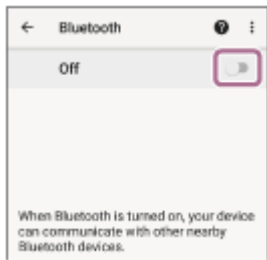 Bluetooth
Off
When Bluetooth is turned on, your device
can communicate with other nearby
Bluetooth devices.